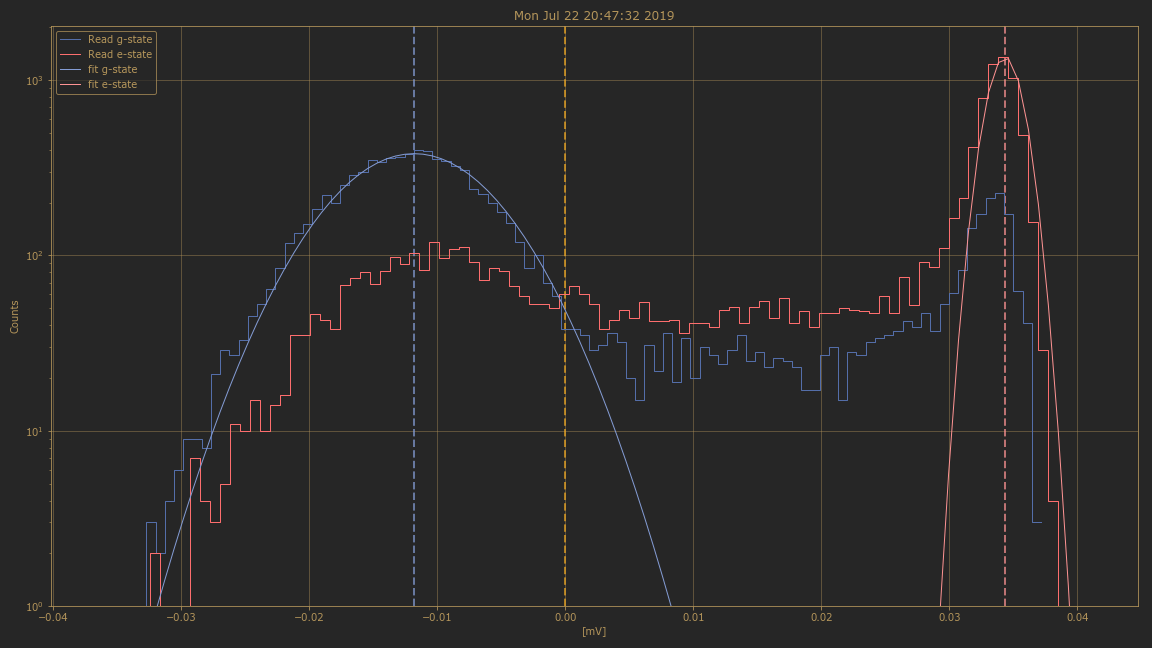 Mon Jul 22 20:47:32 2019
Read g-state
Read e-state
fit g-state
fit e-state
Counts
10³
10²
10¹
10⁰
−0.04 −0.03 −0.02 −0.01 0.00 0.01 0.02 0.03 0.04
[mV]